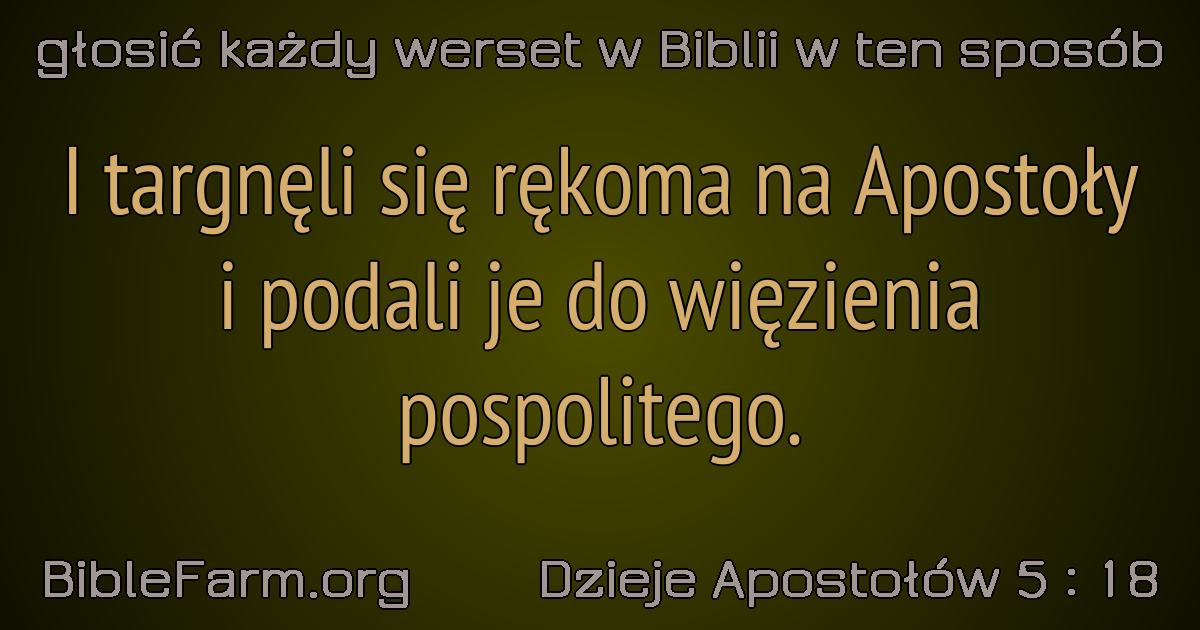 głosić każdy werset w Biblii w ten sposób
I targnęli się rękoma na Apostoły
i podali je do więzienia
pospolitego.
BibleFarm.org
Dzieje Apostołów 5 : 18